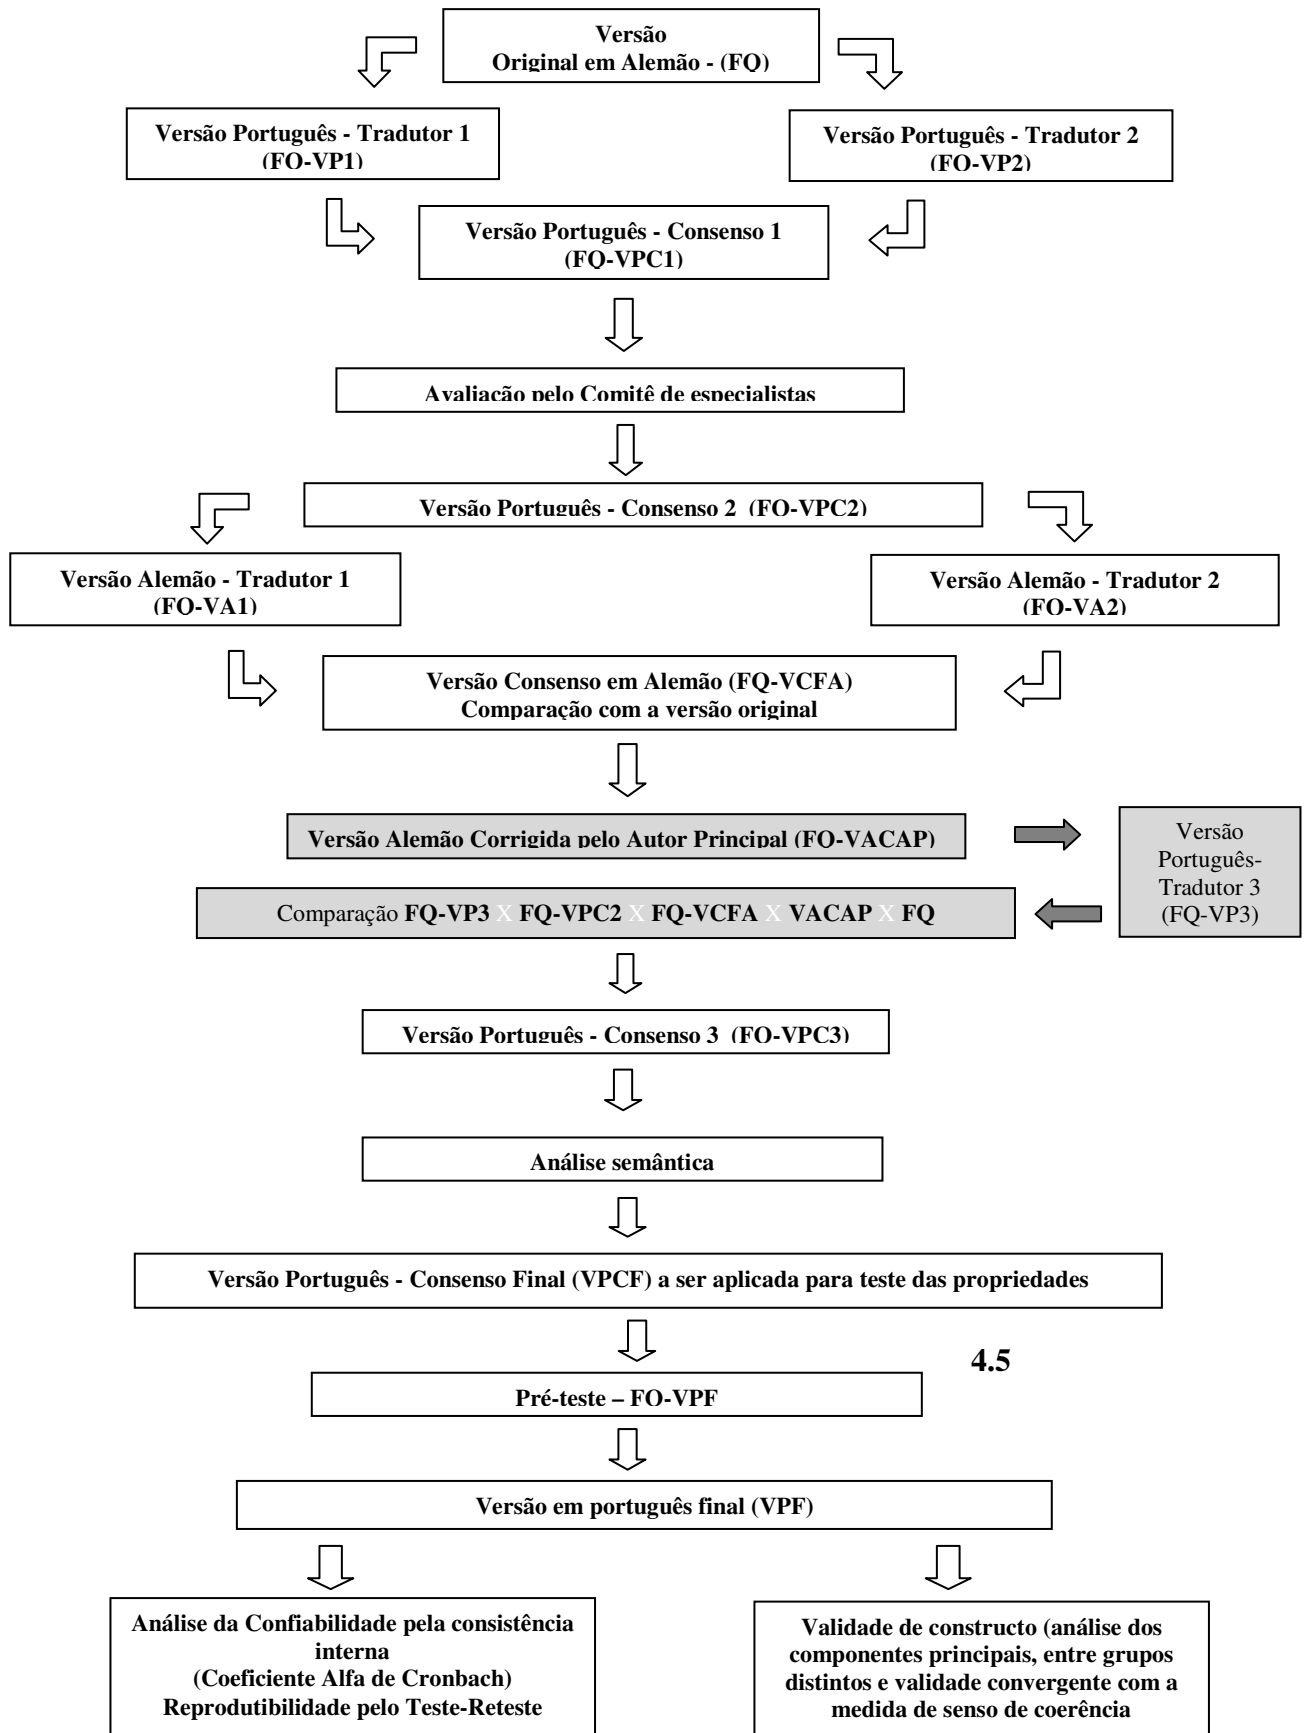 Versão
Original em Alemão - (FQ)
Versão Português - Tradutor 1
(FQ-VP1)
Versão Português - Tradutor 2
(FQ-VP2)
Versão Português - Consenso 1
(FQ-VPC1)
Avaliação pelo Comitê de especialistas
Versão Português - Consenso 2 (FQ-VPC2)
Versão Alemão - Tradutor 1
(FQ-VA1)
Versão Alemão - Tradutor 2
(FQ-VA2)
Versão Consenso em Alemão (FQ-VCFA)
Comparação com a versão original
Versão Alemão Corrigida pelo Autor Principal (FQ-VACAP)
Versão
Português-
Tradutor 3
(FQ-VP3)
Comparação FQ-VP3 X FQ-VPC2 X FQ-VCFA X VACAP X FQ
Versão Português - Consenso 3 (FQ-VPC3)
Análise semântica
Versão Português - Consenso Final (VPCF) a ser aplicada para teste das propriedades
4.5
Pré-teste – FQ-VPF
Versão em português final (VPF)
Análise da Confiabilidade pela consistência
interna
(Coeficiente Alfa de Cronbach)
Reprodutibilidade pelo Teste-Reteste
Validade de constructo (análise dos
componentes principais, entre grupos
distintos e validade convergente com a
medida de senso de coerência